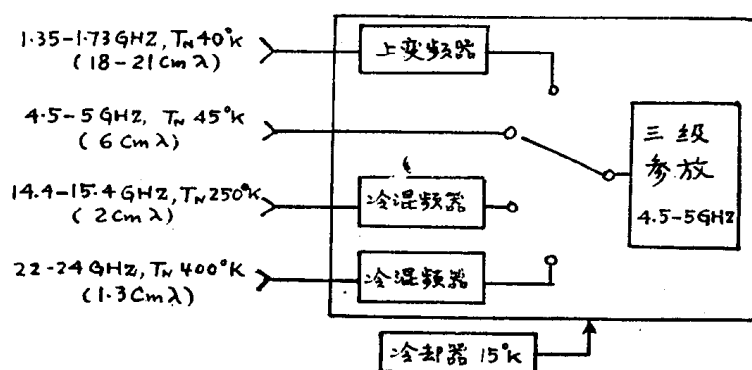 1.35-1.73 GHz, TN 40°K
(18-21 Cm λ)
上变频器
4.5-5 GHz, TN 45°K
(6 Cm λ)
三级
参放
4.5-5GHz
14.4-15.4 GHz, TN 250°K
(2 Cm λ)
冷混频器
22-24 GHz, TN 400°K
(1.3 Cm λ)
冷混频器
冷却器 15°K